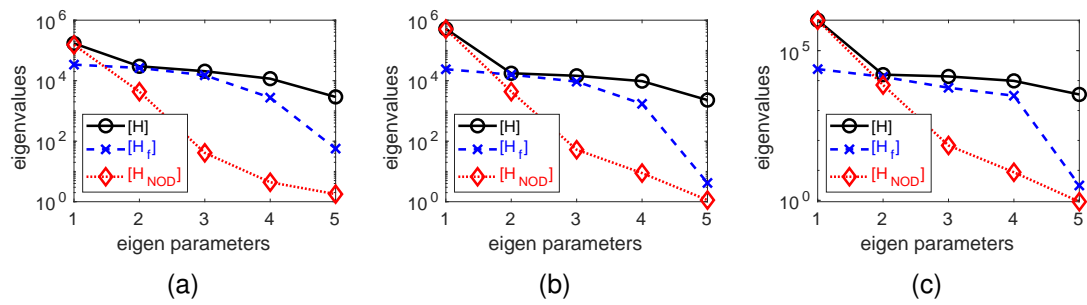 10^6
10^4
10^2
10^0
eigenvalues
[H]
[H_f]
[H_NOD]
1 2 3 4 5
eigen parameters
(a)
10^6
10^4
10^2
10^0
eigenvalues
[H]
[H_f]
[H_NOD]
1 2 3 4 5
eigen parameters
(b)
10^5
10^0
eigenvalues
[H]
[H_f]
[H_NOD]
1 2 3 4 5
eigen parameters
(c)